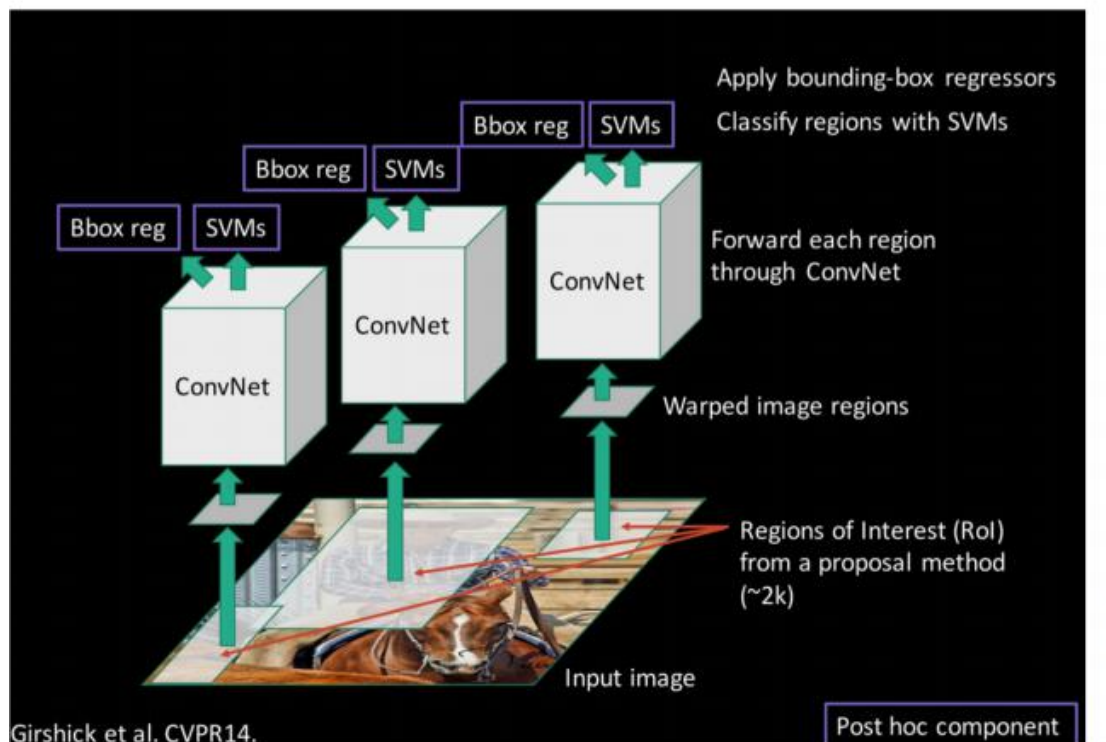 Apply bounding-box regressors
Bbox reg
SVMs
Classify regions with SVMs
Bbox reg
SVMs
Bbox reg
SVMs
Forward each region
through ConvNet
ConvNet
ConvNet
ConvNet
Warped image regions
Regions of Interest (RoI)
from a proposal method
(~2k)
Input image
Post hoc component
Girshick et al. CVPR14.